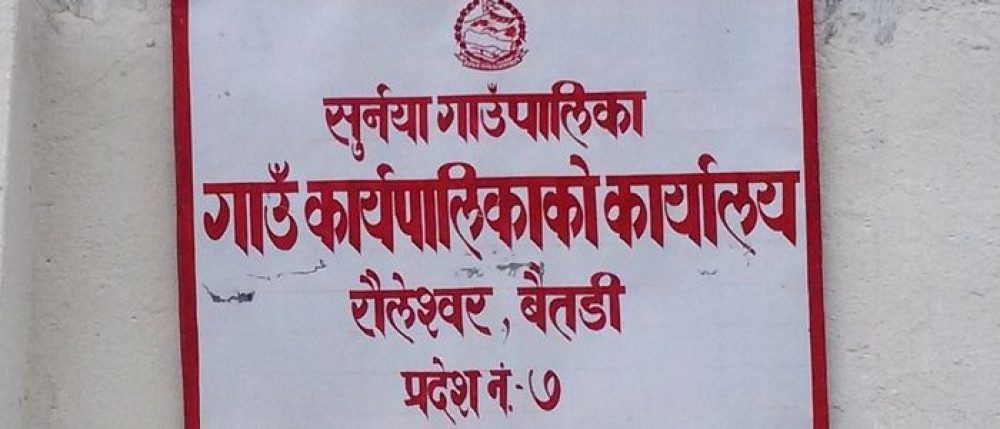 सुर्नया गाउँपालिका
गाउँ कार्यपालिकाको कार्यालय
रौलेश्वर, बैतडी
प्रदेश नं.-७